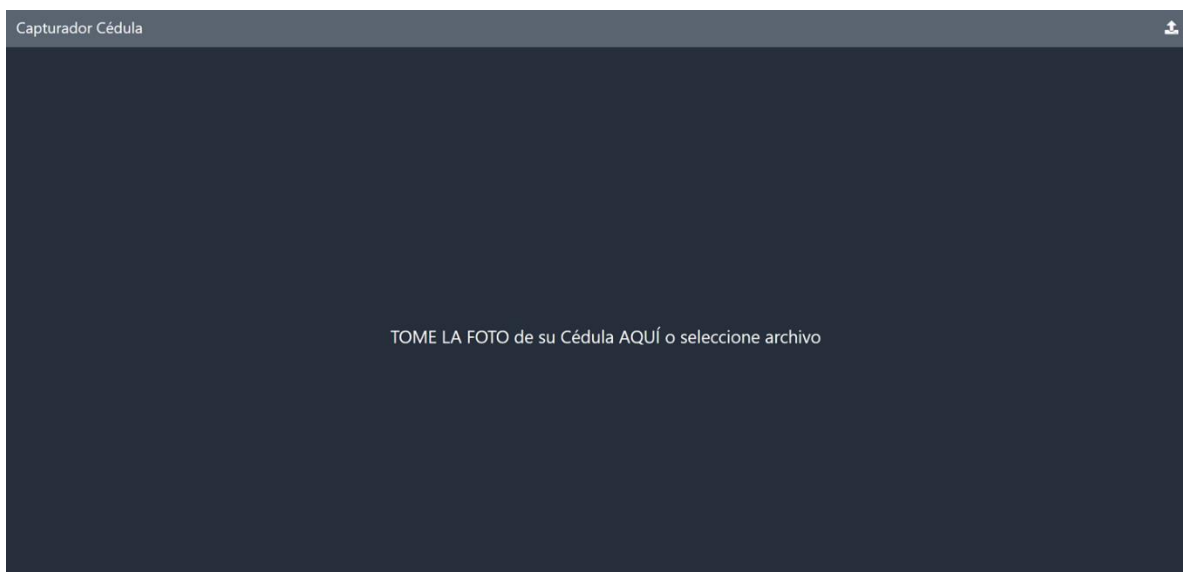 Capturador Cédula
TOME LA FOTO de su Cédula AQUÍ o seleccione archivo